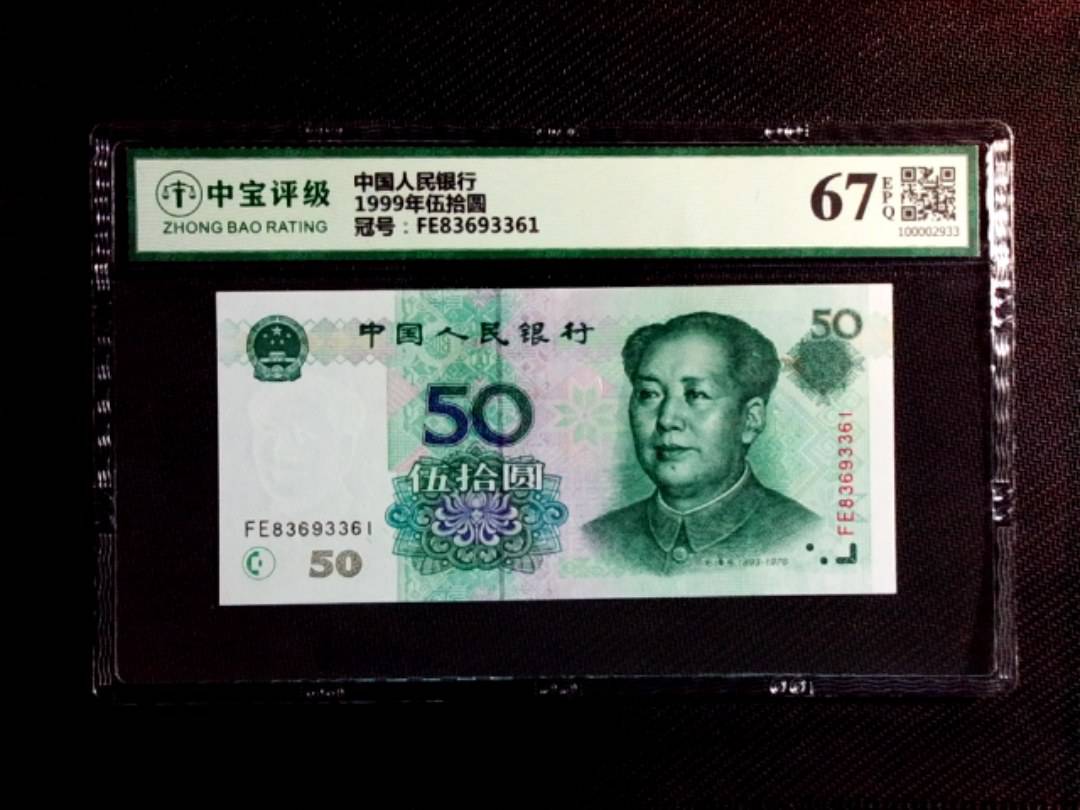 中宝评级
ZHONG BAO RATING
中国人民银行
1999年伍拾圆
冠号：FE83693361
67
EPQ
100002933
中国人民银行
50
50
伍拾圆
FE83693361
50
FE83693361
1893-1976